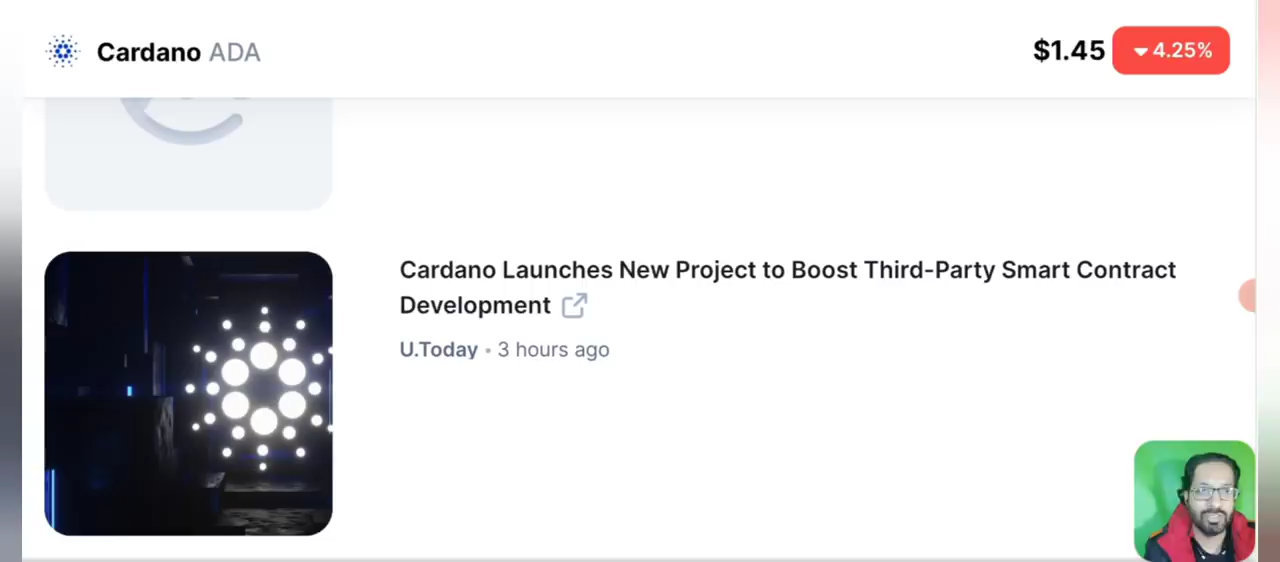 Cardano ADA
$1.45 4.25%
Cardano Launches New Project to Boost Third-Party Smart Contract
Development
U.Today • 3 hours ago